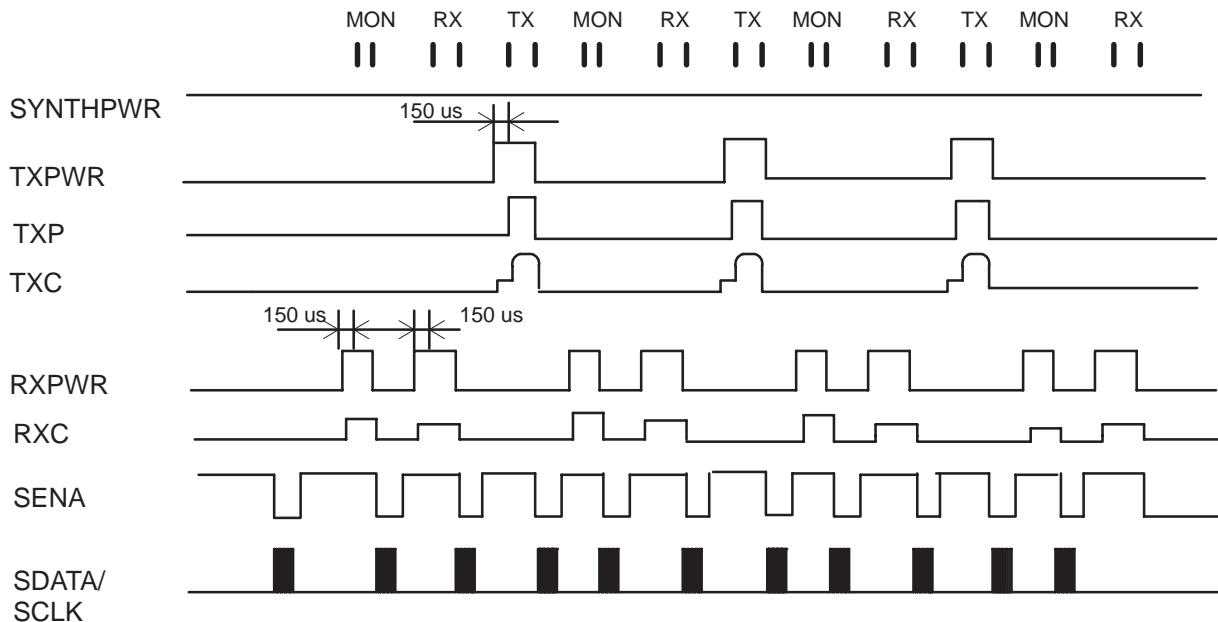 MON RX TX MON RX TX MON RX TX MON RX
SYNTHPWR
150 us
TXPWR
TXP
TXC
150 us 150 us
RXPWR
RXC
SENA
SDATA/
SCLK